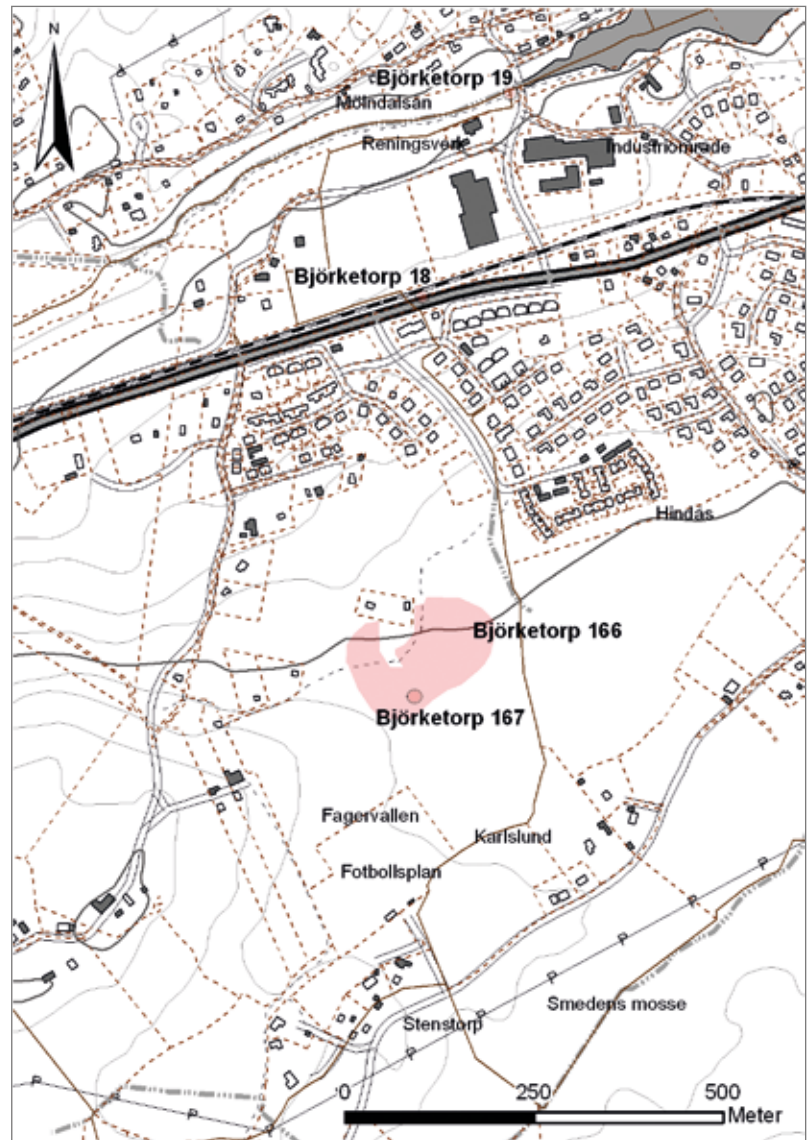 N
Björketorp 19
Mölndalsån
Reningsverk
Industriområde
Björketorp 18
Hindås
Björketorp 166
Björketorp 167
Fagervallen
Karlslund
Fotbollsplan
Smedens mosse
Stenstorp
0 250 500
Meter